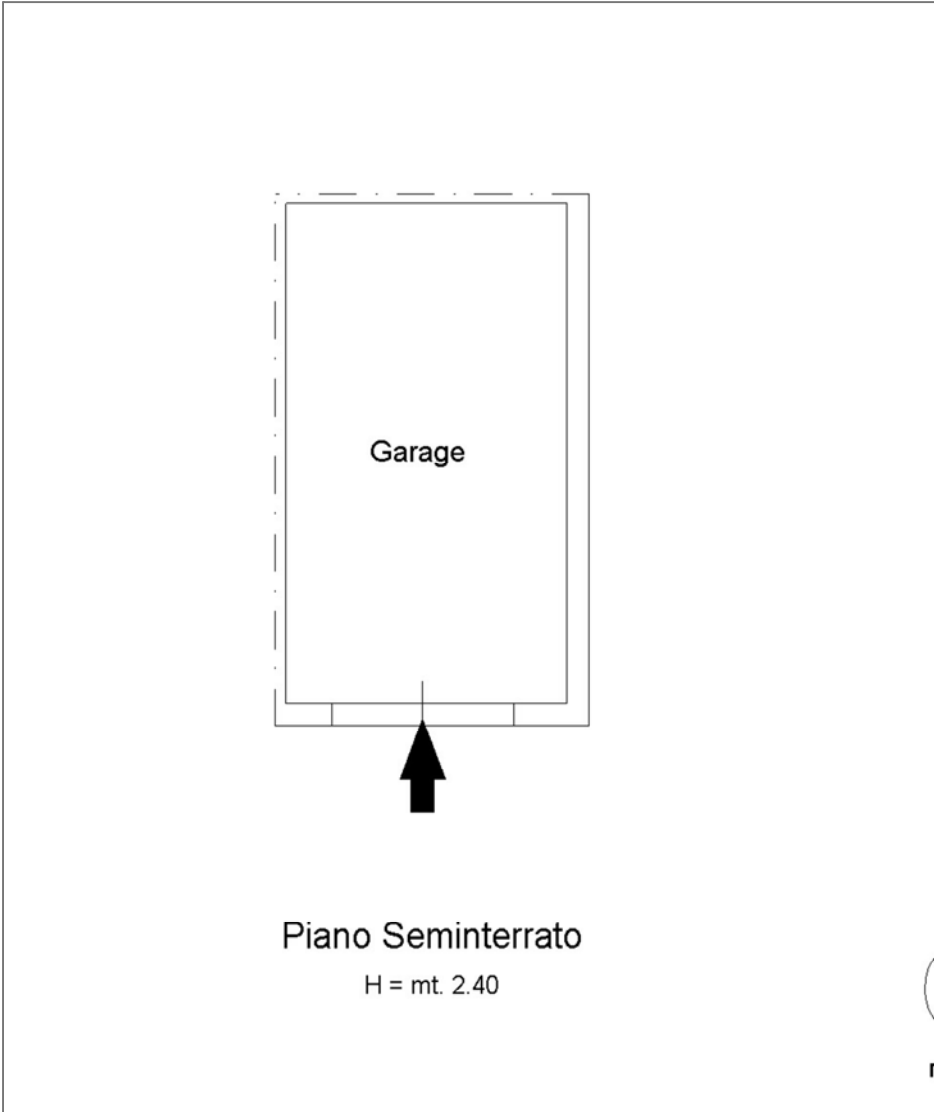 Garage
Piano Seminterrato
H = mt. 2.40